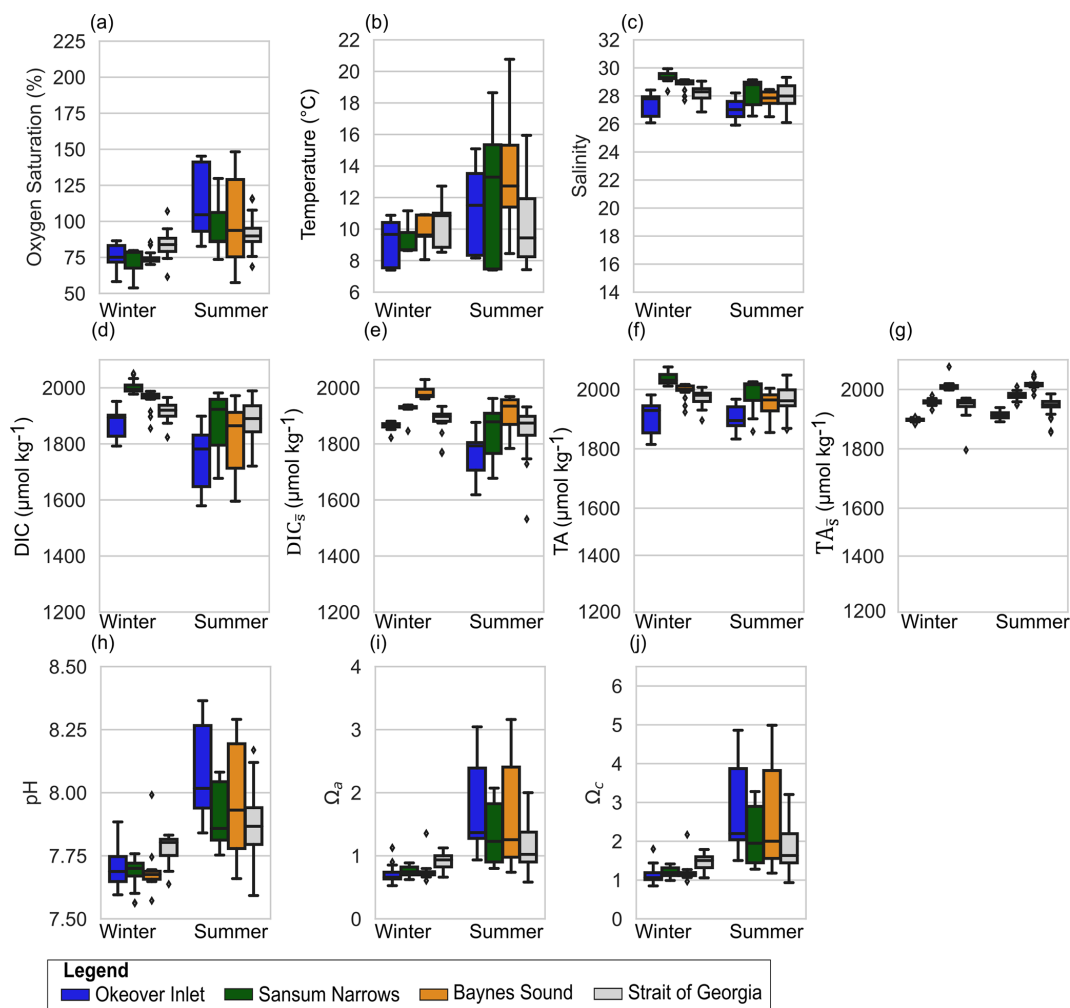 (a) (b) (c)
Oxygen Saturation (%)
225
200
175
150
125
100
75
50
Winter Summer
Temperature (°C)
22
20
18
16
14
12
10
8
6
Winter Summer
Salinity
32
30
28
26
24
22
20
18
16
14
Winter Summer
(d) (e) (f) (g)
DIC (µmol kg⁻¹)
2000
1800
1600
1400
1200
Winter Summer
DICs̄ (µmol kg⁻¹)
2000
1800
1600
1400
1200
Winter Summer
TA (µmol kg⁻¹)
2000
1800
1600
1400
1200
Winter Summer
TAs̄ (µmol kg⁻¹)
2000
1800
1600
1400
1200
Winter Summer
(h) (i) (j)
pH
8.50
8.25
8.00
7.75
7.50
Winter Summer
Ωa
4
3
2
1
0
Winter Summer
Ωc
6
5
4
3
2
1
0
Winter Summer
Legend
Okeover Inlet Sansum Narrows Baynes Sound Strait of Georgia